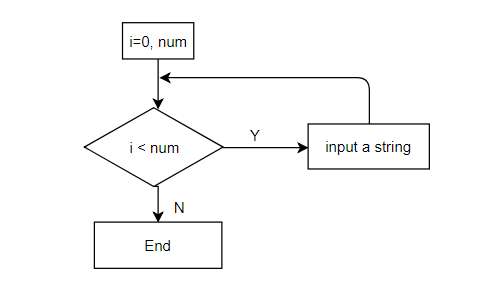 i=0, num
i < num
Y
input a string
N
End